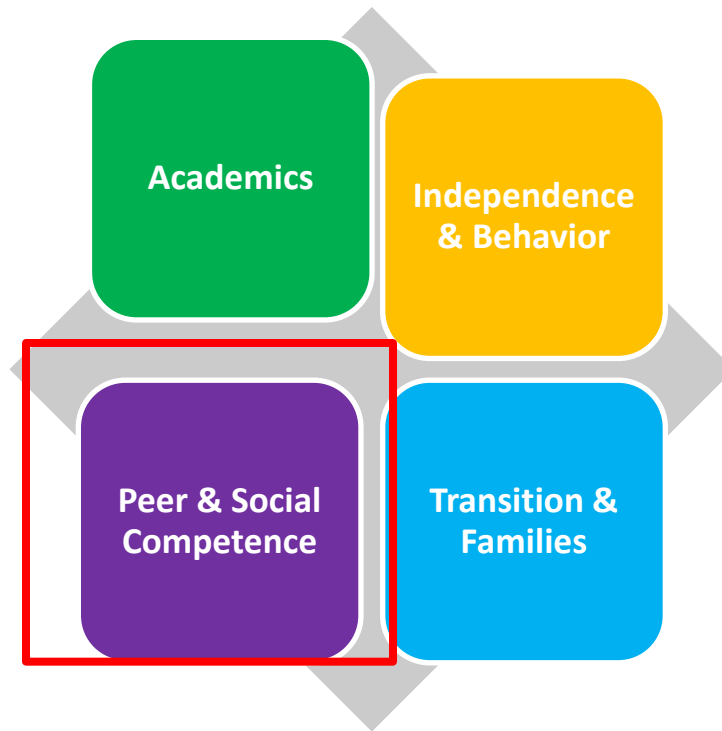 Academics
Independence
& Behavior
Peer & Social
Competence
Transition &
Families